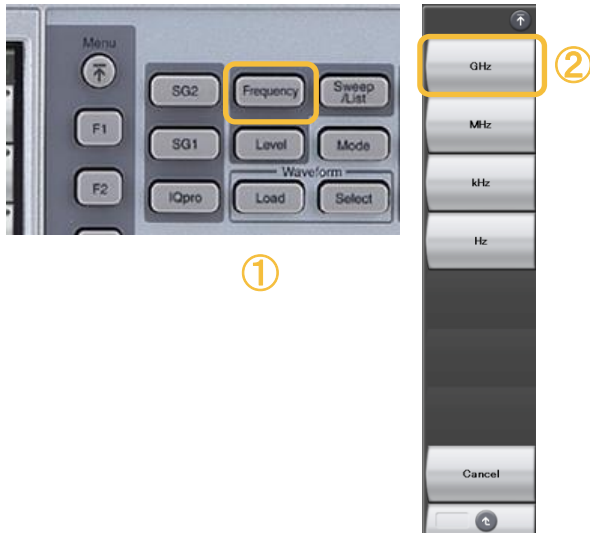 Menu
SG2
Frequency
Sweep
/List
F1
SG1
Level
Mode
Waveform
F2
IQpro
Load
Select
①
GHz
②
MHz
kHz
Hz
Cancel